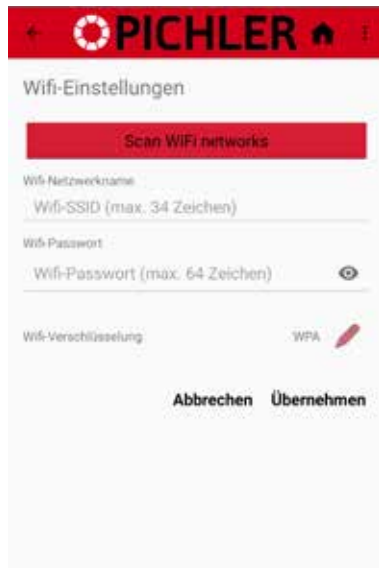 PICHLER
Wifi-Einstellungen
Scan WiFi networks
Wifi-Netzwerkname
Wifi-SSID (max. 34 Zeichen)
Wifi-Passwort
Wifi-Passwort (max. 64 Zeichen)
Wifi-Verschlüsselung WPA
Abbrechen Übernehmen